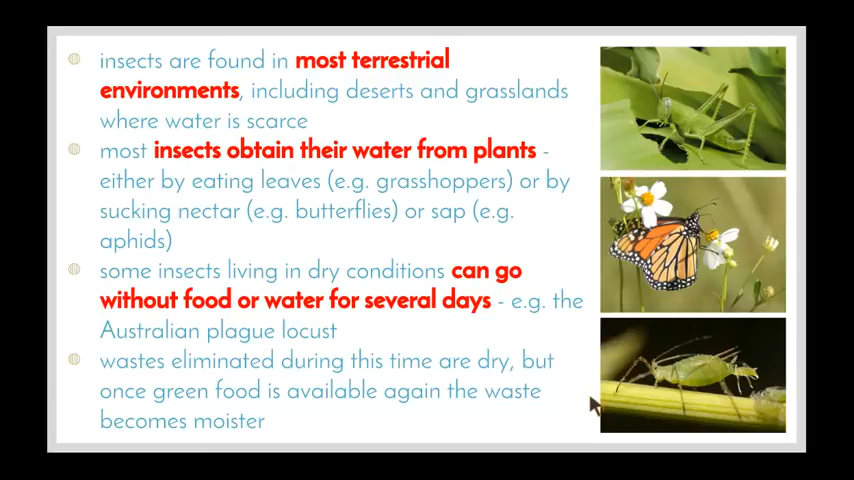 insects are found in most terrestrial
environments, including deserts and grasslands
where water is scarce
most insects obtain their water from plants -
either by eating leaves (e.g. grasshoppers) or by
sucking nectar (e.g. butterflies) or sap (e.g.
aphids)
some insects living in dry conditions can go
without food or water for several days - e.g. the
Australian plague locust
wastes eliminated during this time are dry, but
once green food is available again the waste
becomes moister